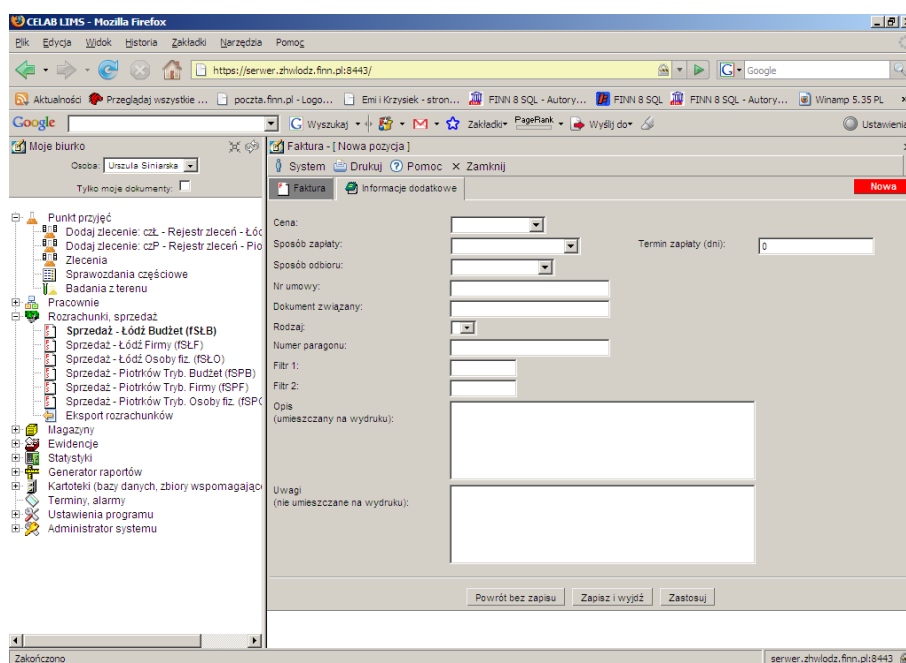 CELAB LIMS - Mozilla Firefox
Plik Edycja Widok Historia Zakładki Narzędzia Pomoc
https://serwer.zhwlodz.finn.pl:8443/
G Google
Aktualności Przeglądaj wszystkie ... poczta.finn.pl - Logo... Emi i Krzysiek - stron... FINN 8 SQL - Autory... FINN 8 SQL FINN 8 SQL - Autory... Winamp 5.35 PL
Google G Wyszukaj Zakładki PageRank Wyślij do Ustawienia
Moje biurko
Osoba: Urszula Siniarska
Tylko moje dokumenty:
Faktura - [ Nowa pozycja ]
System Drukuj Pomoc Zamknij
Faktura Informacje dodatkowe Nowa
Punkt przyjęć
Dodaj zlecenie: czŁ - Rejestr zleceń - Łóc
Dodaj zlecenie: czP - Rejestr zleceń - Pio
Zlecenia
Sprawozdania częściowe
Badania z terenu
Pracownie
Rozrachunki, sprzedaż
Sprzedaż - Łódź Budżet (fSŁB)
Sprzedaż - Łódź Firmy (fSŁF)
Sprzedaż - Łódź Osoby fiz. (fSŁO)
Sprzedaż - Piotrków Tryb. Budżet (fSPB)
Sprzedaż - Piotrków Tryb. Firmy (fSPF)
Sprzedaż - Piotrków Tryb. Osoby fiz. (fSPO
Eksport rozrachunków
Magazyny
Ewidencje
Statystyki
Generator raportów
Kartoteki (bazy danych, zbiory wspomagając
Terminy, alarmy
Ustawienia programu
Administrator systemu
Cena:
Sposób zapłaty: Termin zapłaty (dni): 0
Sposób odbioru:
Nr umowy:
Dokument związany:
Rodzaj:
Numer paragonu:
Filtr 1:
Filtr 2:
Opis
(umieszczany na wydruku):
Uwagi
(nie umieszczane na wydruku):
Powrót bez zapisu Zapisz i wyjdź Zastosuj
Zakończono serwer.zhwlodz.finn.pl:8443